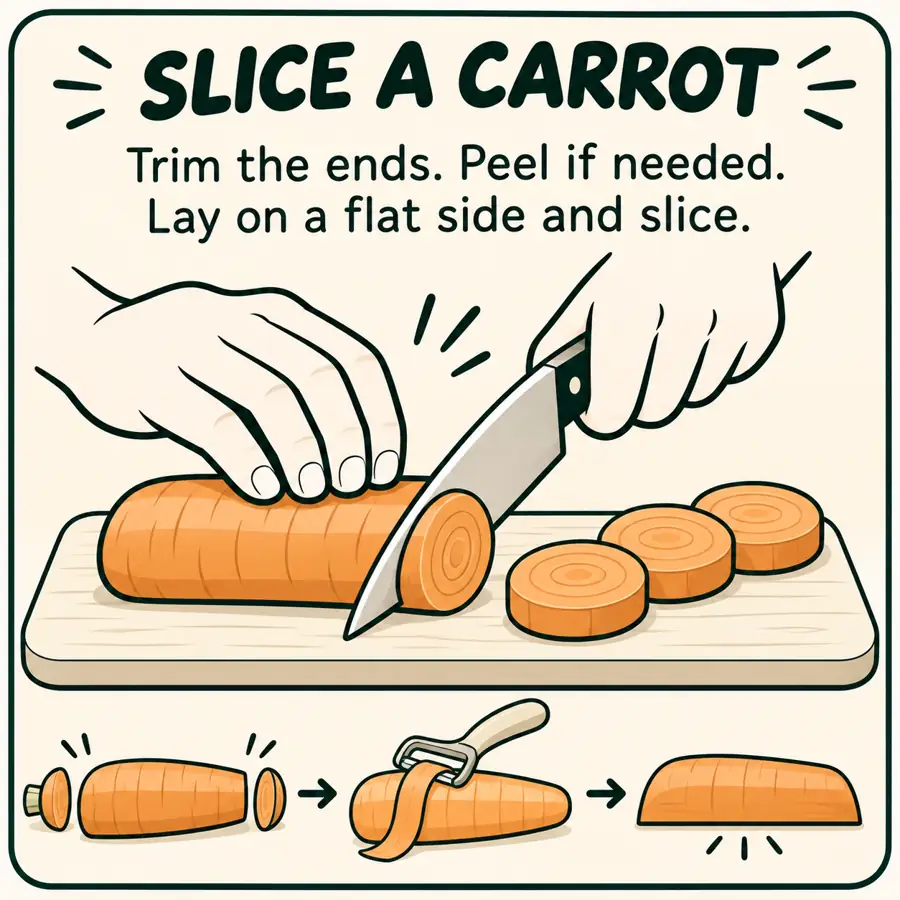 SLICE A CARROT
Trim the ends. Peel if needed.
Lay on a flat side and slice.